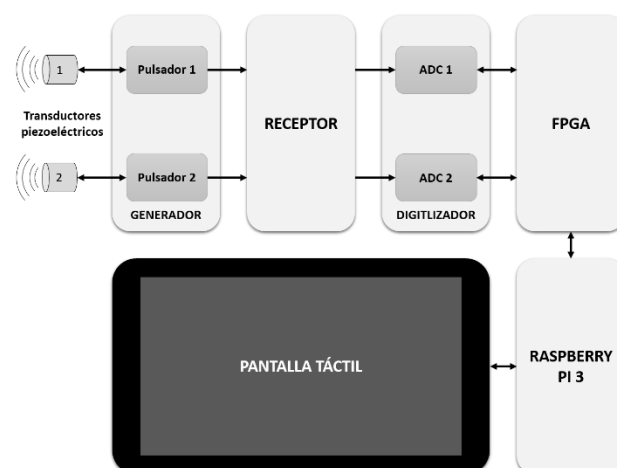 1
Pulsador 1
ADC 1
Transductores
piezoeléctricos
RECEPTOR
FPGA
2
Pulsador 2
ADC 2
GENERADOR
DIGITLIZADOR
PANTALLA TÁCTIL
RASPBERRY
PI 3